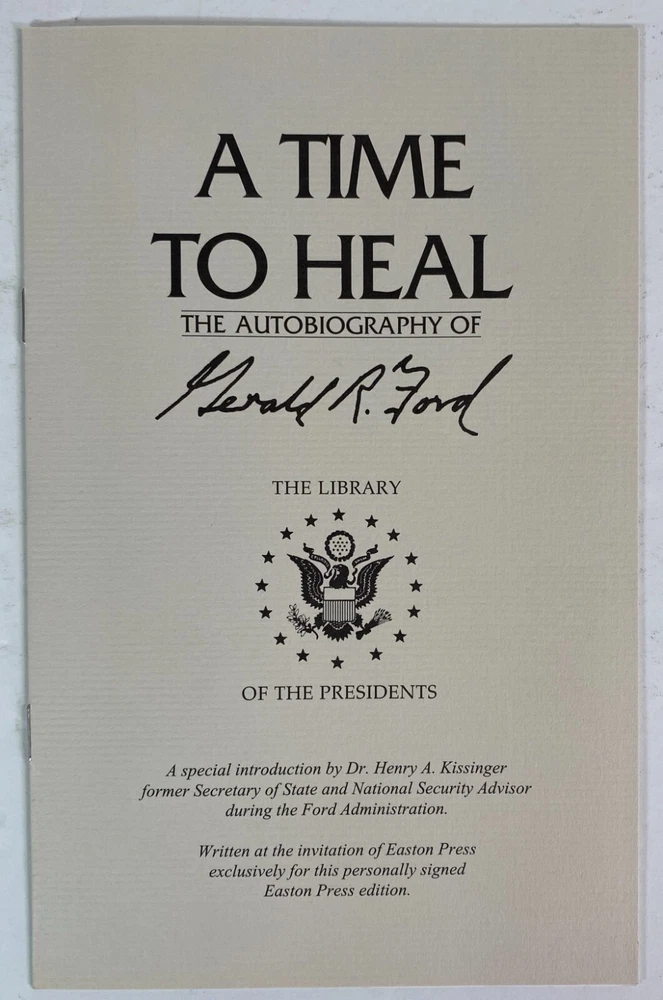 A TIME
TO HEAL
THE AUTOBIOGRAPHY OF
Gerald R. Ford
THE LIBRARY
OF THE PRESIDENTS
A special introduction by Dr. Henry A. Kissinger
former Secretary of State and National Security Advisor
during the Ford Administration.
Written at the invitation of Easton Press
exclusively for this personally signed
Easton Press edition.